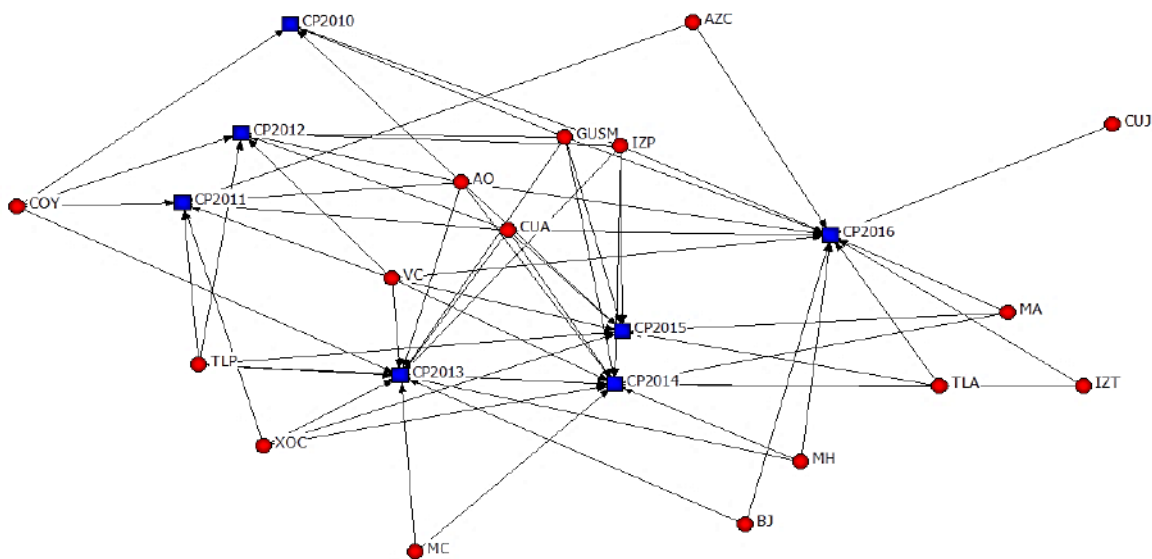 CP2010
AZC
CUJ
CP2012
GUSM
IZP
AO
COY
CP2011
CUA
CP2016
VC
MA
CP2015
TLP
CP2013
CP2014
TLA
IZT
XOC
MH
BJ
MC